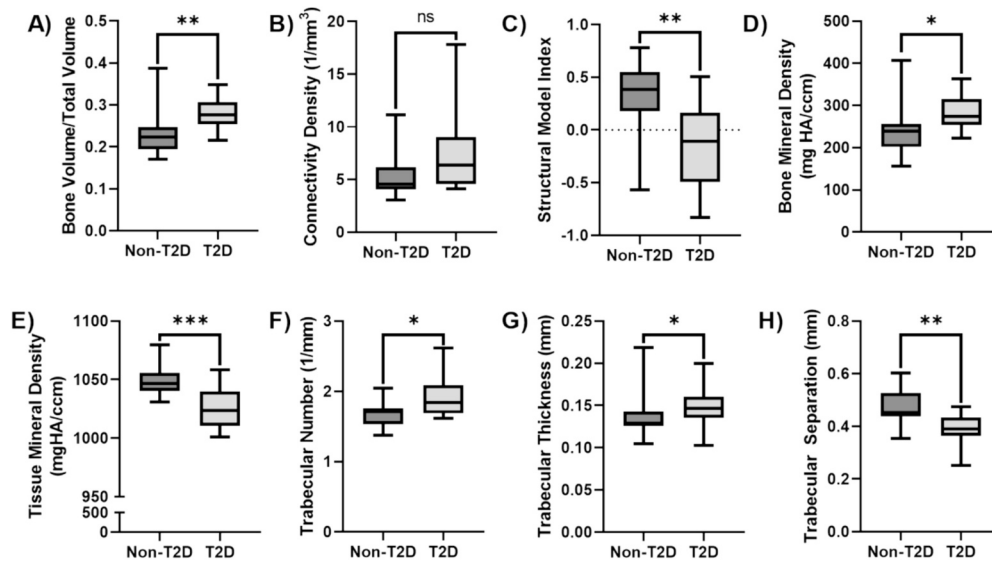 A)
Bone Volume/Total Volume
0.5
0.4
0.3
0.2
0.1
0.0
**
Non-T2D T2D
B)
Connectivity Density (1/mm³)
20
15
10
5
0
ns
Non-T2D T2D
C)
Structural Model Index
1.0
0.5
0.0
-0.5
-1.0
**
Non-T2D T2D
D)
Bone Mineral Density
(mg HA/ccm)
500
400
300
200
100
0
*
Non-T2D T2D
E)
Tissue Mineral Density
(mgHA/ccm)
1100
1050
1000
950
500
0
***
Non-T2D T2D
F)
Trabecular Number (1/mm)
3
2
1
0
*
Non-T2D T2D
G)
Trabecular Thickness (mm)
0.25
0.20
0.15
0.10
0.05
0.00
*
Non-T2D T2D
H)
Trabecular Separation (mm)
0.8
0.6
0.4
0.2
0.0
**
Non-T2D T2D